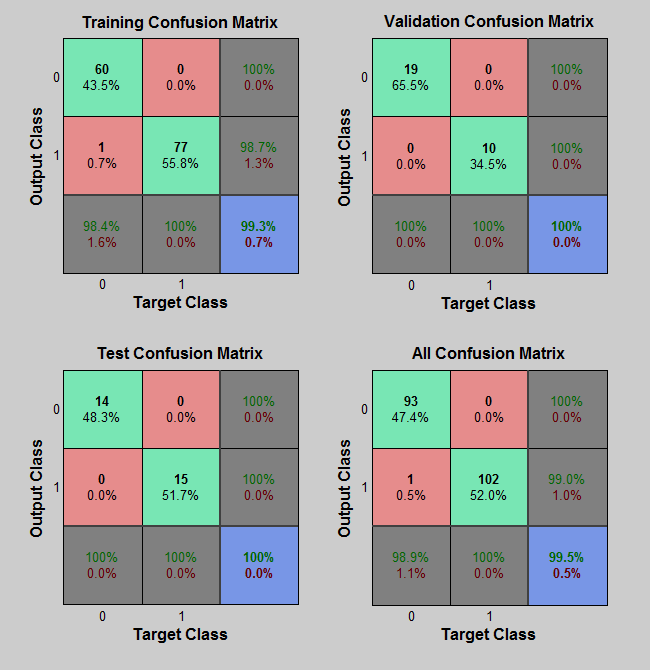 Training Confusion Matrix
0 60 0 100%
43.5% 0.0% 0.0%
1 1 77 98.7%
0.7% 55.8% 1.3%
98.4% 100% 99.3%
1.6% 0.0% 0.7%
0 1
Target Class
Output Class
Validation Confusion Matrix
0 19 0 100%
65.5% 0.0% 0.0%
1 0 10 100%
0.0% 34.5% 0.0%
100% 100% 100%
0.0% 0.0% 0.0%
0 1
Target Class
Output Class
Test Confusion Matrix
0 14 0 100%
48.3% 0.0% 0.0%
1 0 15 100%
0.0% 51.7% 0.0%
100% 100% 100%
0.0% 0.0% 0.0%
0 1
Target Class
Output Class
All Confusion Matrix
0 93 0 100%
47.4% 0.0% 0.0%
1 1 102 99.0%
0.5% 52.0% 1.0%
98.9% 100% 99.5%
1.1% 0.0% 0.5%
0 1
Target Class
Output Class